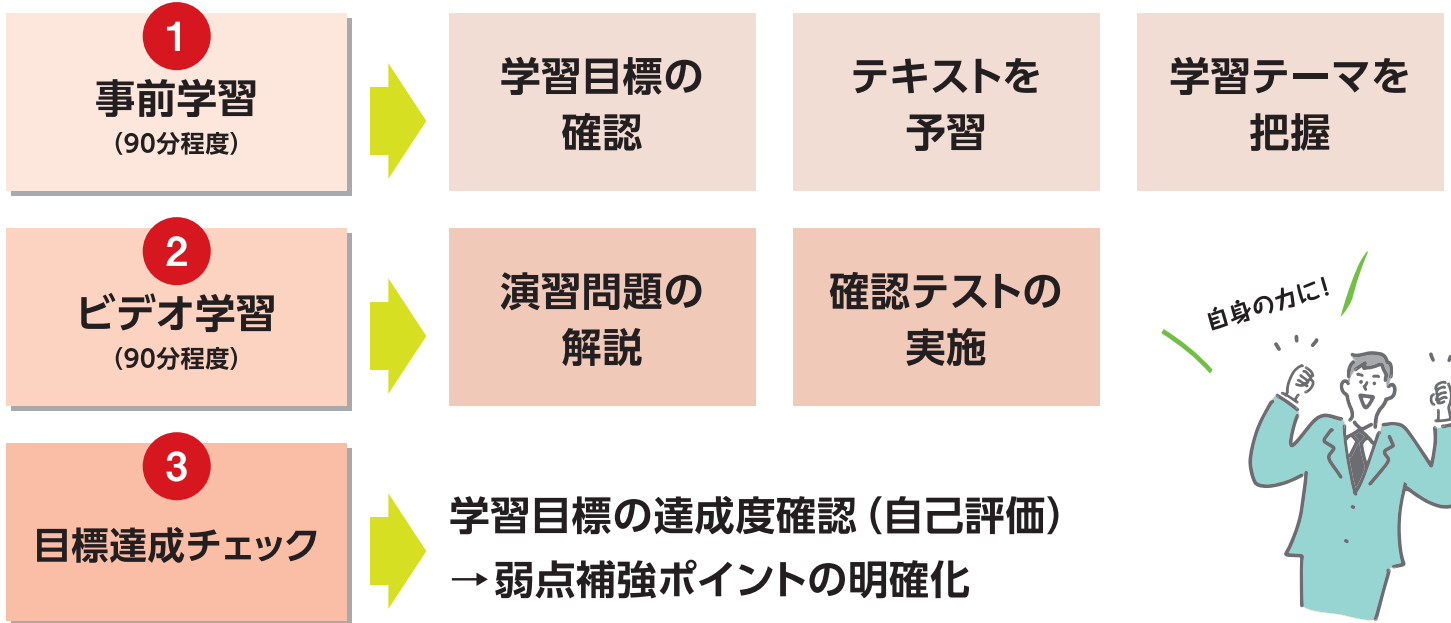 1
事前学習
（90分程度）
学習目標の
確認
テキストを
予習
学習テーマを
把握
2
ビデオ学習
（90分程度）
演習問題の
解説
確認テストの
実施
自身の力に！
3
目標達成チェック
学習目標の達成度確認（自己評価）
→弱点補強ポイントの明確化